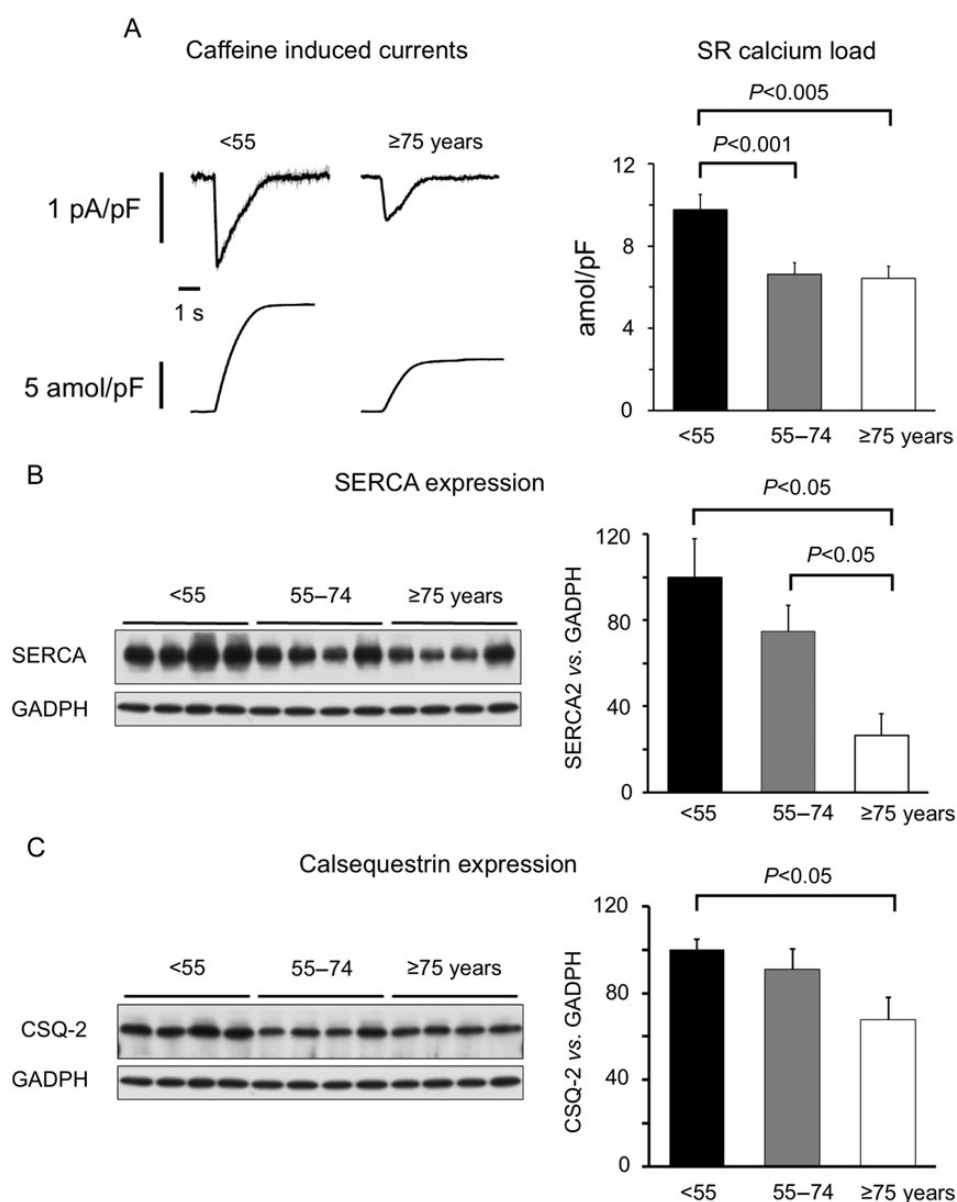 A
Caffeine induced currents
SR calcium load
<55
≥75 years
1 pA/pF
1 s
5 amol/pF
P<0.005
P<0.001
12
8
6
4
0
amol/pF
<55
55–74
≥75 years
B
SERCA expression
<55
55–74
≥75 years
SERCA
GADPH
P<0.05
P<0.05
120
80
40
0
SERCA2 vs. GADPH
<55
55–74
≥75 years
C
Calsequestrin expression
<55
55–74
≥75 years
CSQ-2
GADPH
P<0.05
120
80
40
0
CSQ-2 vs. GADPH
<55
55–74
≥75 years